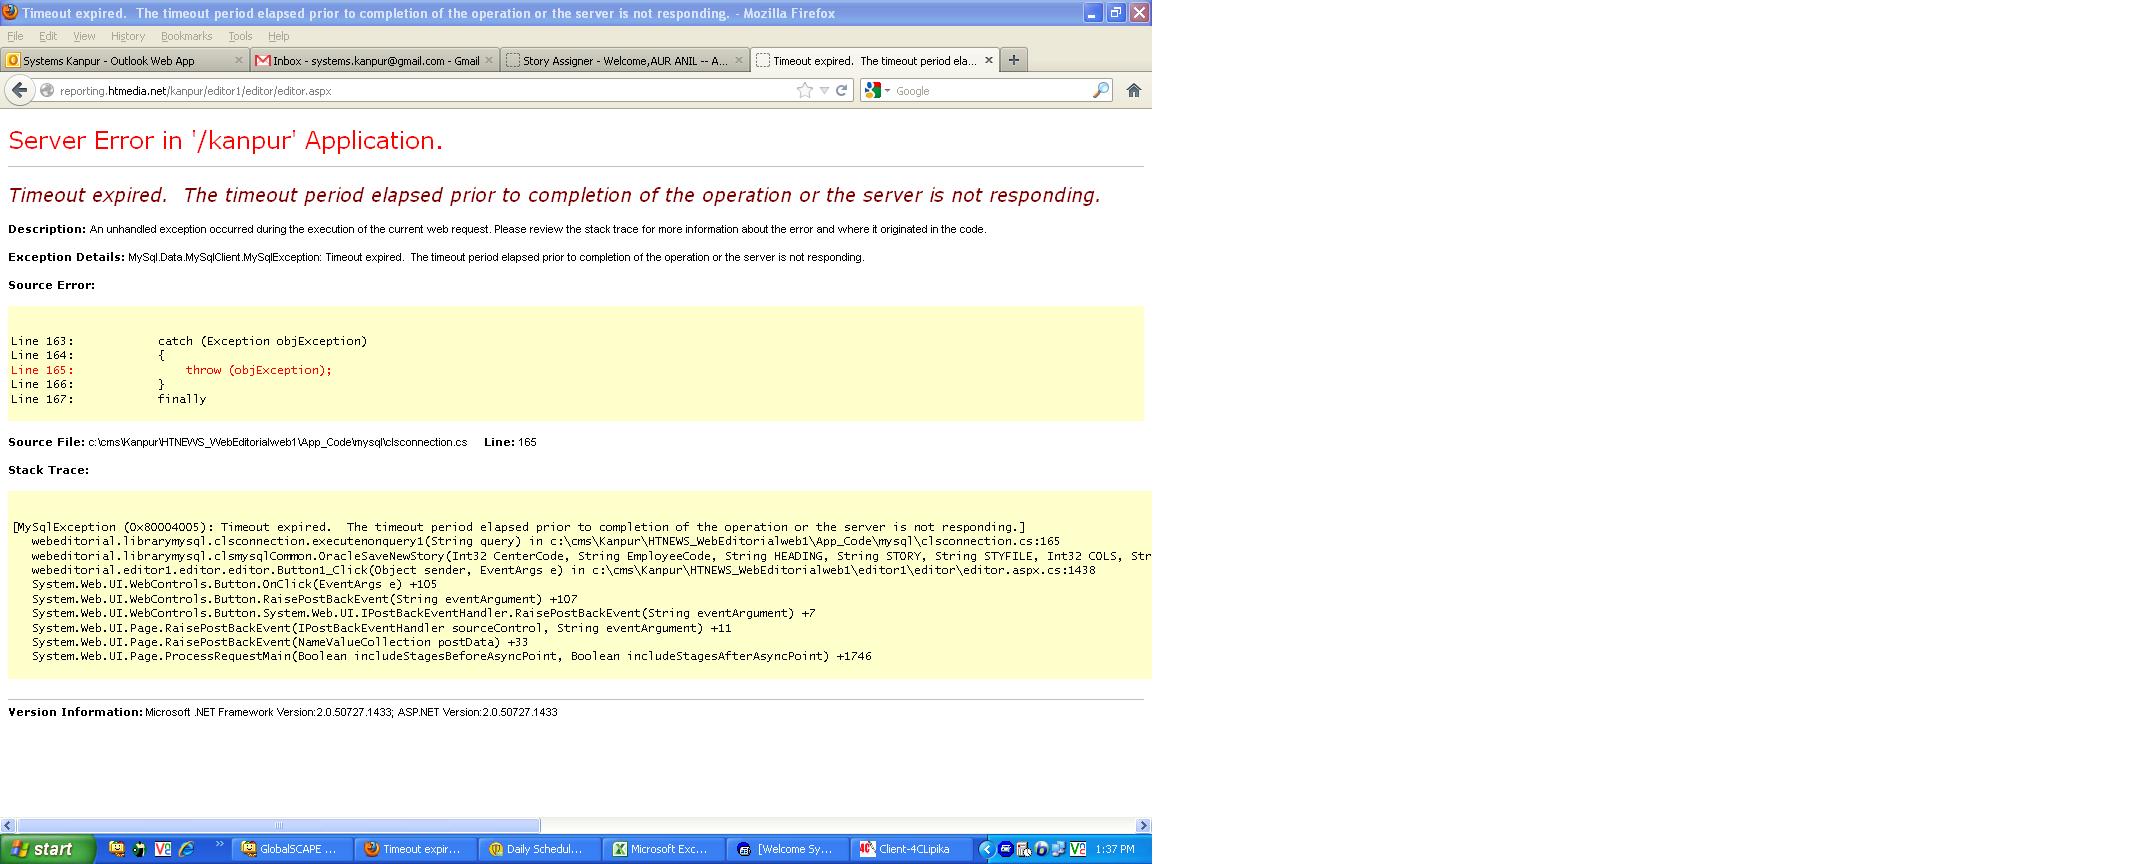 Timeout expired.  The timeout period elapsed prior to completion of the operation or the server is not responding. - Mozilla Firefox
File Edit View History Bookmarks Tools Help
Systems Kanpur - Outlook Web App
Inbox - systems.kanpur@gmail.com - Gmail
Story Assigner - Welcome,AUR ANIL -- A...
Timeout expired.  The timeout period ela...
reporting.htmedia.net/kanpur/editor1/editor/editor.aspx
Google
Server Error in '/kanpur' Application.
Timeout expired.  The timeout period elapsed prior to completion of the operation or the server is not responding.
Description: An unhandled exception occurred during the execution of the current web request. Please review the stack trace for more information about the error and where it originated in the code.
Exception Details: MySql.Data.MySqlClient.MySqlException: Timeout expired.  The timeout period elapsed prior to completion of the operation or the server is not responding.
Source Error:
Line 163:            catch (Exception objException)
Line 164:            {
Line 165:                throw (objException);
Line 166:            }
Line 167:            finally
Source File: c:\cms\Kanpur\HTNEWS_WebEditorialweb1\App_Code\mysql\clsconnection.cs    Line: 165
Stack Trace:
[MySqlException (0x80004005): Timeout expired.  The timeout period elapsed prior to completion of the operation or the server is not responding.]
webeditorial.librarymysql.clsconnection.executenonquery1(String query) in c:\cms\Kanpur\HTNEWS_WebEditorialweb1\App_Code\mysql\clsconnection.cs:165
webeditorial.librarymysql.clsmysqlCommon.OracleSaveNewStory(Int32 CenterCode, String EmployeeCode, String HEADING, String STORY, String STYFILE, Int32 COLS, Str
webeditorial.editor1.editor.editor.Button1_Click(Object sender, EventArgs e) in c:\cms\Kanpur\HTNEWS_WebEditorialweb1\editor1\editor\editor.aspx.cs:1438
System.Web.UI.WebControls.Button.OnClick(EventArgs e) +105
System.Web.UI.WebControls.Button.RaisePostBackEvent(String eventArgument) +107
System.Web.UI.WebControls.Button.System.Web.UI.IPostBackEventHandler.RaisePostBackEvent(String eventArgument) +7
System.Web.UI.Page.RaisePostBackEvent(IPostBackEventHandler sourceControl, String eventArgument) +11
System.Web.UI.Page.RaisePostBackEvent(NameValueCollection postData) +33
System.Web.UI.Page.ProcessRequestMain(Boolean includeStagesBeforeAsyncPoint, Boolean includeStagesAfterAsyncPoint) +1746
Version Information: Microsoft .NET Framework Version:2.0.50727.1433; ASP.NET Version:2.0.50727.1433
start
GlobalSCAPE ...
Timeout expir...
Daily Schedul...
Microsoft Exc...
[Welcome Sy...
Client-4CLipika
1:37 PM